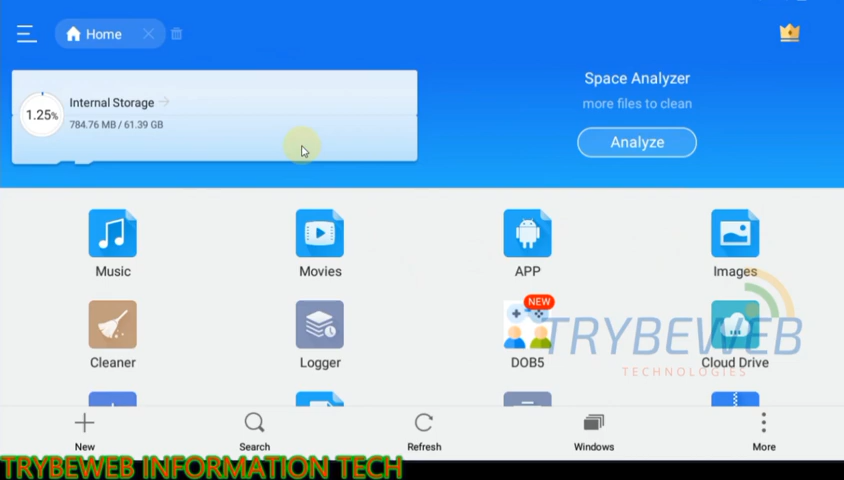 Home
Space Analyzer
more files to clean
Analyze
1.25%
Internal Storage
784.76 MB / 61.39 GB
Music
Movies
APP
Images
Cleaner
Logger
NEW
DOB5
Cloud Drive
TRYBEWEB
TECHNOLOGIES
New
Search
Refresh
Windows
More
TRYBEWEB INFORMATION TECH